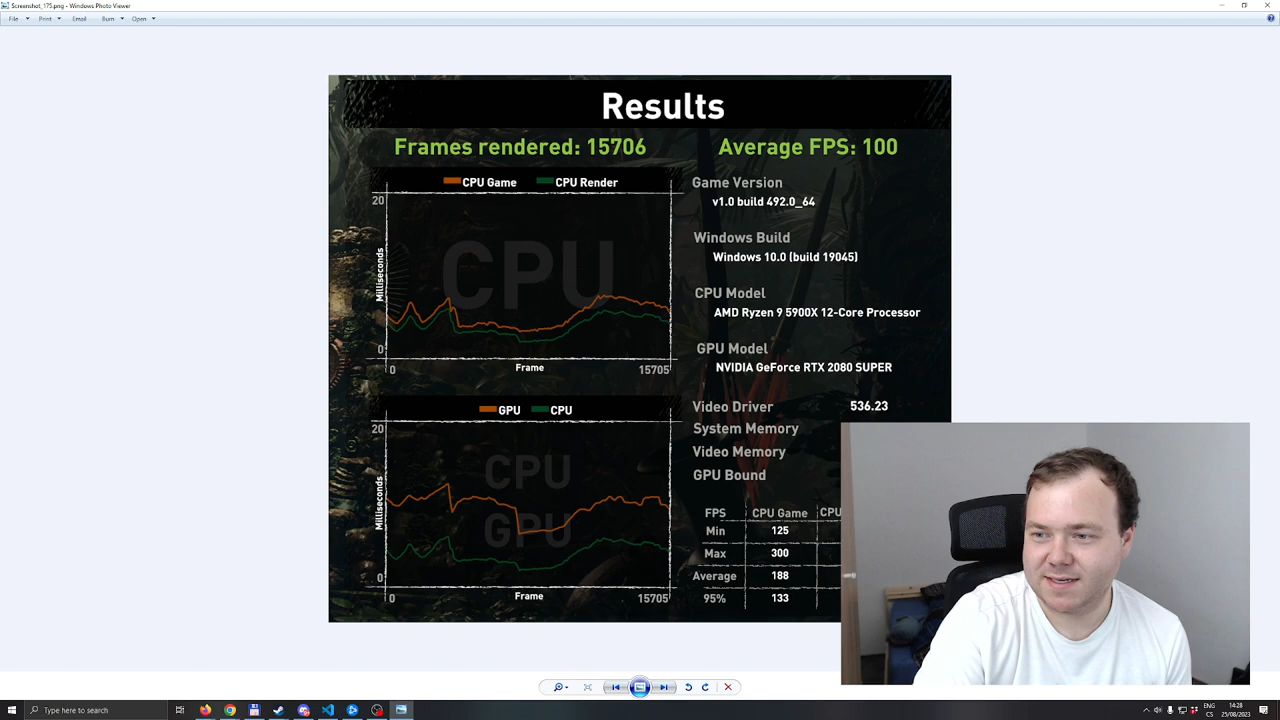 Screenshot_175.png - Windows Photo Viewer
File Print Email Burn Open
Results
Frames rendered: 15706 Average FPS: 100
CPU Game CPU Render
20
CPU
Milliseconds
0
0 Frame 15705
GPU CPU
20
CPU
GPU
Milliseconds
0
0 Frame 15705
Game Version
v1.0 build 492.0_64
Windows Build
Windows 10.0 (build 19045)
CPU Model
AMD Ryzen 9 5900X 12-Core Processor
GPU Model
NVIDIA GeForce RTX 2080 SUPER
Video Driver 536.23
System Memory
Video Memory
GPU Bound
FPS CPU Game CPU
Min 125
Max 300
Average 188
95% 133
Type here to search
ENG 14:28
CS 25/08/2023